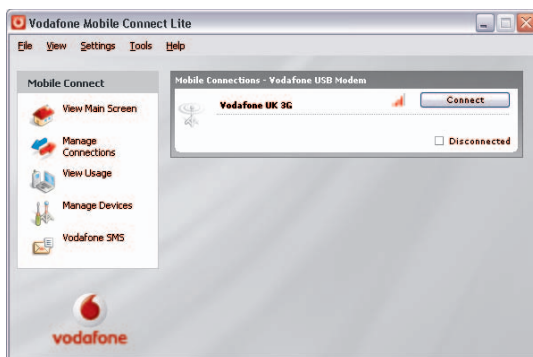 Vodafone Mobile Connect Lite
File View Settings Tools Help
Mobile Connect
View Main Screen
Manage
Connections
View Usage
Manage Devices
Vodafone SMS
Mobile Connections - Vodafone USB Modem
Vodafone UK 3G
Connect
Disconnected
vodafone